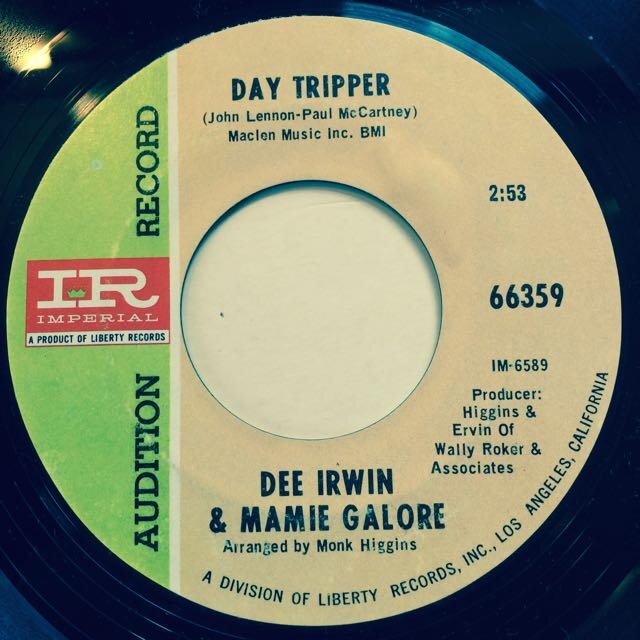 DAY TRIPPER
(John Lennon-Paul McCartney)
Maclen Music Inc. BMI
AUDITION RECORD
2:53
IR
IMPERIAL
A PRODUCT OF LIBERTY RECORDS
66359
IM-6589
Producer:
Higgins &
Ervin Of
Wally Roker &
Associates
DEE IRWIN
& MAMIE GALORE
Arranged by Monk Higgins
A DIVISION OF LIBERTY RECORDS, INC., LOS ANGELES, CALIFORNIA